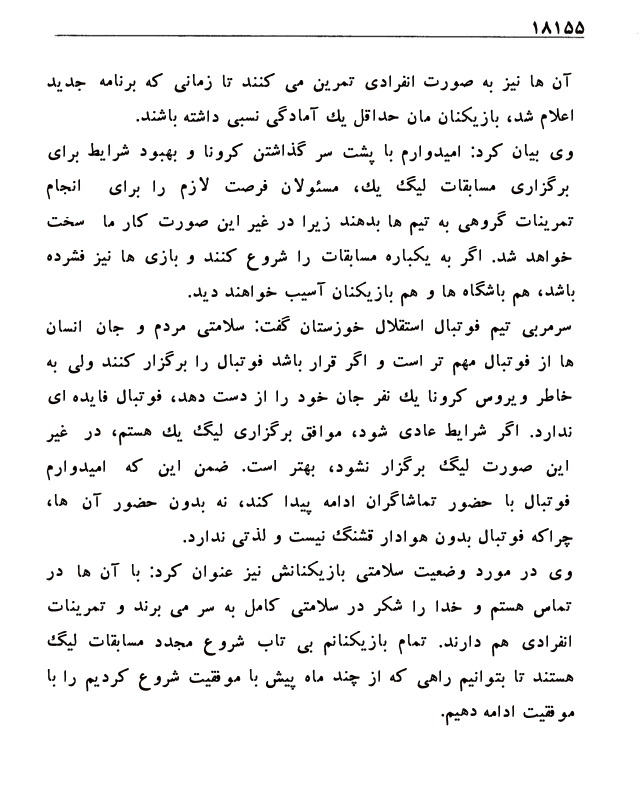 ۱۸۱۵۵
آن ها نیز به صورت انفرادی تمرین می کنند تا زمانی که برنامه جدید
اعلام شد، بازیکنان مان حداقل یك آمادگی نسبی داشته باشند.
وی بیان کرد: امیدوارم با پشت سر گذاشتن کرونا و بهبود شرایط برای
برگزاری مسابقات لیگ یك، مسئولان فرصت لازم را برای انجام
تمرینات گروهی به تیم ها بدهند زیرا در غیر این صورت کار ما سخت
خواهد شد. اگر به یکباره مسابقات را شروع کنند و بازی ها نیز فشرده
باشد، هم باشگاه ها و هم بازیکنان آسیب خواهند دید.
سرمربی تیم فوتبال استقلال خوزستان گفت: سلامتی مردم و جان انسان
ها از فوتبال مهم تر است و اگر قرار باشد فوتبال را برگزار کنند ولی به
خاطر ویروس کرونا یك نفر جان خود را از دست دهد، فوتبال فایده ای
ندارد. اگر شرایط عادی شود، موافق برگزاری لیگ یك هستم، در غیر
این صورت لیگ برگزار نشود، بهتر است. ضمن این که امیدوارم
فوتبال با حضور تماشاگران ادامه پیدا کند، نه بدون حضور آن ها،
چراکه فوتبال بدون هوادار قشنگ نیست و لذتی ندارد.
وی در مورد وضعیت سلامتی بازیکنانش نیز عنوان کرد: با آن ها در
تماس هستم و خدا را شکر در سلامتی کامل به سر می برند و تمرینات
انفرادی هم دارند. تمام بازیکنانم بی تاب شروع مجدد مسابقات لیگ
هستند تا بتوانیم راهی که از چند ماه پیش با موفقیت شروع کردیم را با
موفقیت ادامه دهیم.